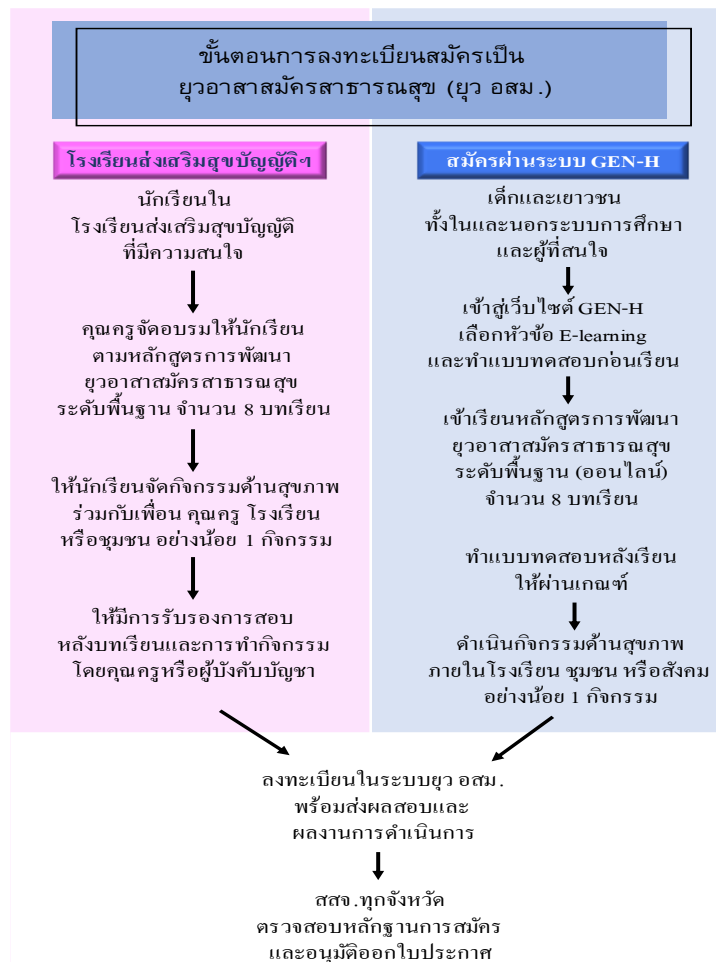 ขั้นตอนการลงทะเบียนสมัครเป็น
ยุวอาสาสมัครสาธารณสุข (ยุว อสม.)
โรงเรียนส่งเสริมสุขบัญญัติฯ
นักเรียนใน
โรงเรียนส่งเสริมสุขบัญญัติ
ที่มีความสนใจ
คุณครูจัดอบรมให้นักเรียน
ตามหลักสูตรการพัฒนา
ยุวอาสาสมัครสาธารณสุข
ระดับพื้นฐาน จำนวน 8 บทเรียน
ให้นักเรียนจัดกิจกรรมด้านสุขภาพ
ร่วมกับเพื่อน คุณครู โรงเรียน
หรือชุมชน อย่างน้อย 1 กิจกรรม
ให้มีการรับรองการสอบ
หลังบทเรียนและการทำกิจกรรม
โดยคุณครูหรือผู้บังคับบัญชา
สมัครผ่านระบบ GEN-H
เด็กและเยาวชน
ทั้งในและนอกระบบการศึกษา
และผู้ที่สนใจ
เข้าสู่เว็บไซต์ GEN-H
เลือกหัวข้อ E-learning
และทำแบบทดสอบก่อนเรียน
เข้าเรียนหลักสูตรการพัฒนา
ยุวอาสาสมัครสาธารณสุข
ระดับพื้นฐาน (ออนไลน์)
จำนวน 8 บทเรียน
ทำแบบทดสอบหลังเรียน
ให้ผ่านเกณฑ์
ดำเนินกิจกรรมด้านสุขภาพ
ภายในโรงเรียน ชุมชน หรือสังคม
อย่างน้อย 1 กิจกรรม
ลงทะเบียนในระบบยุว อสม.
พร้อมส่งผลสอบและ
ผลงานการดำเนินการ
สสจ.ทุกจังหวัด
ตรวจสอบหลักฐานการสมัคร
และอนุมัติออกใบประกาศ